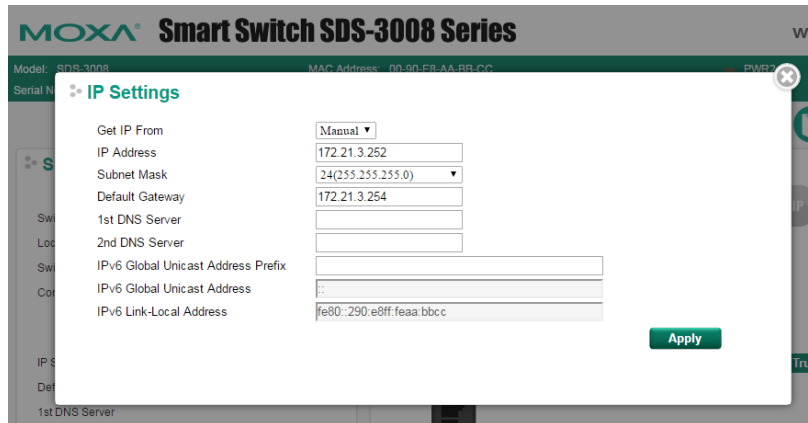 MOXA® Smart Switch SDS-3008 Series
Model: SDS-3008 MAC Address: 00-90-E8-AA-BB-CC
IP Settings
Get IP From Manual
IP Address 172.21.3.252
Subnet Mask 24(255.255.255.0)
Default Gateway 172.21.3.254
1st DNS Server
2nd DNS Server
IPv6 Global Unicast Address Prefix
IPv6 Global Unicast Address ::
IPv6 Link-Local Address fe80::290:e8ff:feaa:bbcc
Apply
1st DNS Server